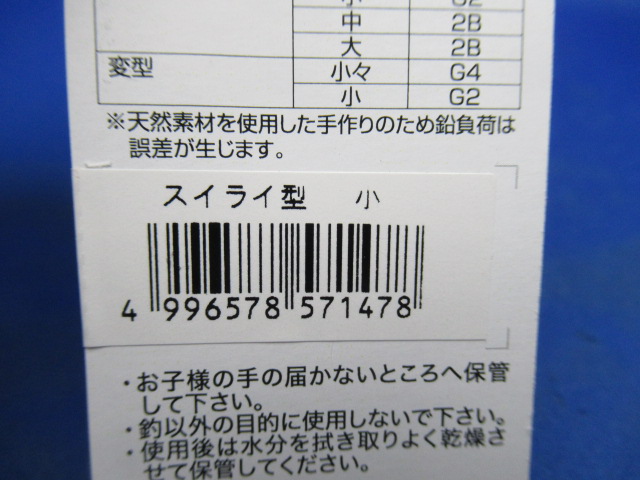 小 G2
中 2B
大 2B
変型 小々 G4
小 G2
※天然素材を使用した手作りのため鉛負荷は
誤差が生じます。
スイライ型 小
4 996578 571478
・お子様の手の届かないところへ保管
して下さい。
・釣以外の目的に使用しないで下さい。
・使用後は水分を拭き取りよく乾燥さ
せて保管してください。